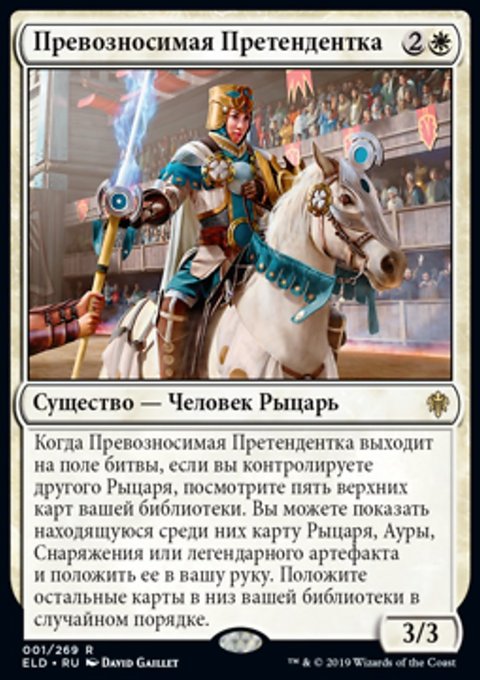 Превозносимая Претендентка 2
Существо — Человек Рыцарь
Когда Превозносимая Претендентка выходит
на поле битвы, если вы контролируете
другого Рыцаря, посмотрите пять верхних
карт вашей библиотеки. Вы можете показать
находящуюся среди них карту Рыцаря, Ауры,
Снаряжения или легендарного артефакта
и положить ее в вашу руку. Положите
остальные карты в низ вашей библиотеки в
случайном порядке.
3/3
001/269 R
ELD • RU David Gaillet
™ & © 2019 Wizards of the Coast